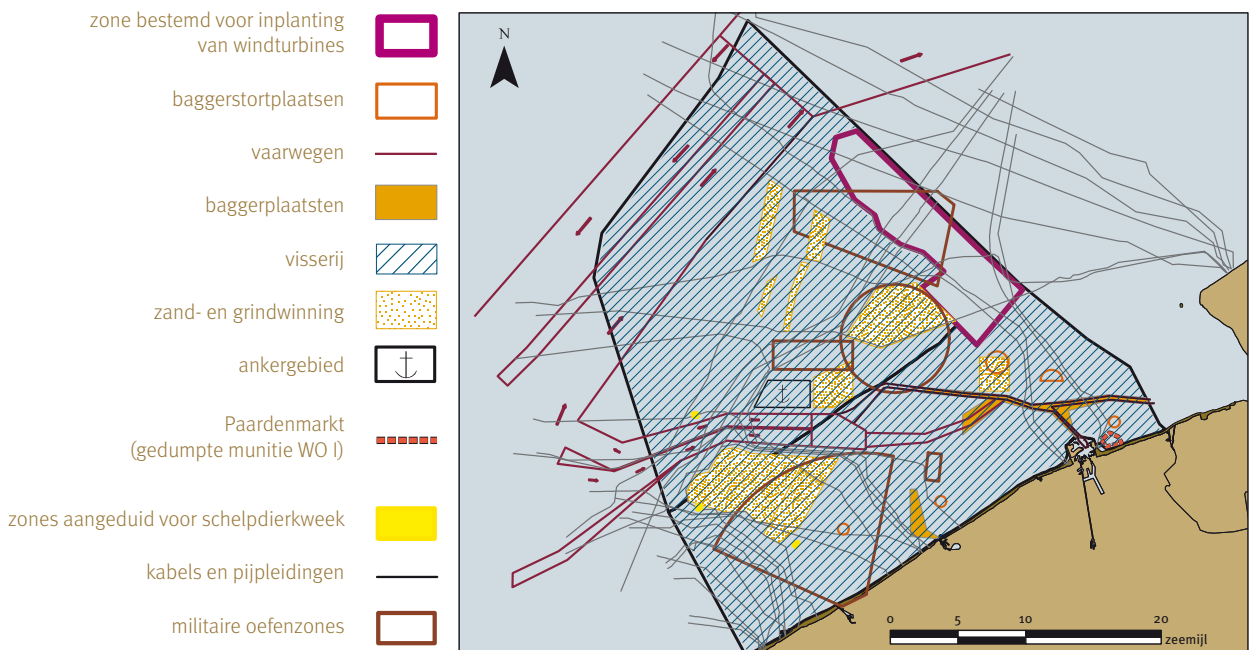 zone bestemd voor inplanting
van windturbines
baggerstortplaatsen
vaarwegen
baggerplaatsten
visserij
zand- en grindwinning
ankergebied
Paardenmarkt
(gedumpte munitie WO I)
zones aangeduid voor schelpdierkweek
kabels en pijpleidingen
militaire oefenzones
N
0 5 10 20
zeemijl